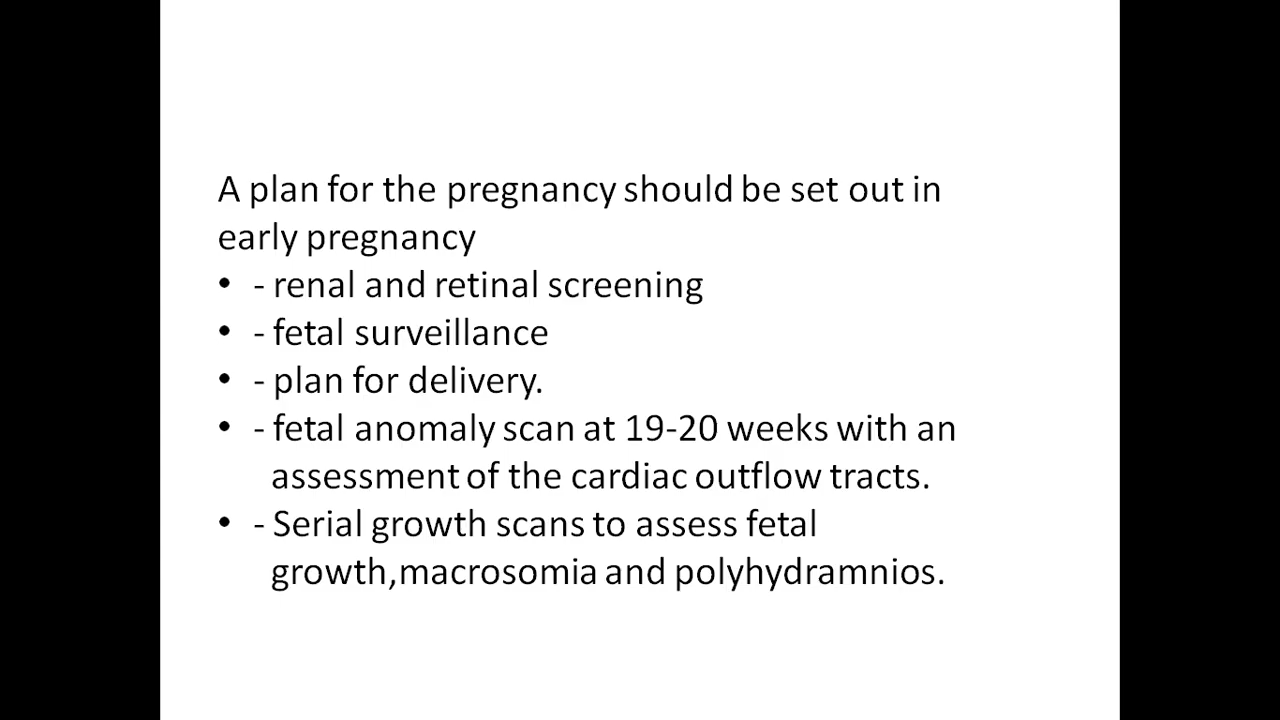 A plan for the pregnancy should be set out in
early pregnancy
• - renal and retinal screening
• - fetal surveillance
• - plan for delivery.
• - fetal anomaly scan at 19-20 weeks with an
assessment of the cardiac outflow tracts.
• - Serial growth scans to assess fetal
growth,macrosomia and polyhydramnios.